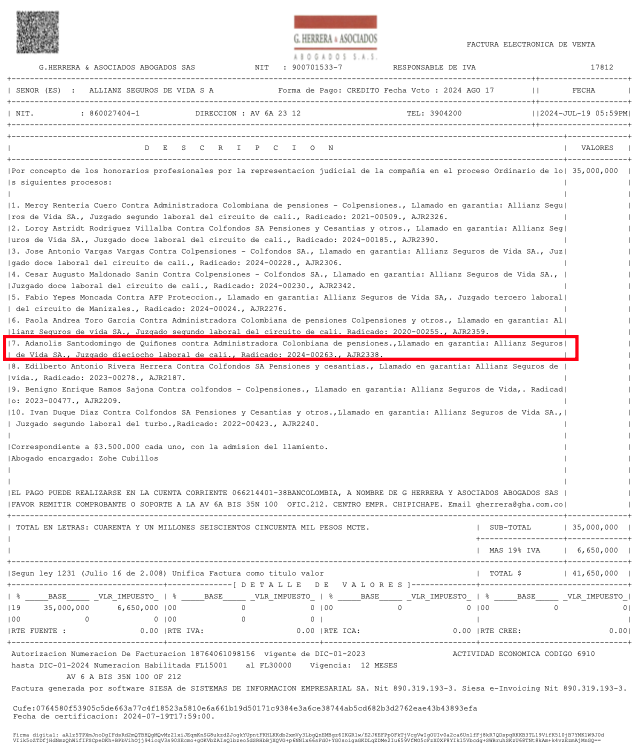 G. HERRERA & ASOCIADOS
ABOGADOS S.A.S.
FACTURA ELECTRONICA DE VENTA
G.HERRERA & ASOCIADOS ABOGADOS SAS NIT : 900701533-7 RESPONSABLE DE IVA 17812
SENOR (ES) : ALLIANZ SEGUROS DE VIDA S A Forma de Pago: CREDITO Fecha Vcto : 2024 AGO 17 FECHA
NIT. : 860027404-1 DIRECCION : AV 6A 23 12 TEL: 3904200 2024-JUL-19 05:59PM
D E S C R I P C I O N VALORES
Por concepto de los honorarios profesionales por la representacion judicial de la compañia en el proceso Ordinario de lo 35,000,000
s siguientes procesos:
1. Mercy Renteria Cuero Contra Administradora Colombiana de pensiones - Colpensiones., Llamado en garantia: Allianz Segu
ros de Vida SA., Juzgado segundo laboral del circuito de cali., Radicado: 2021-00509., AJR2326.
2. Lorcy Astridt Rodriguez Villalba Contra Colfondos SA Pensiones y Cesantias y otros., Llamado en garantia: Allianz Seg
uros de Vida SA., Juzgado doce laboral del circuito de cali., Radicado: 2024-00185., AJR2390.
3. Jose Antonio Vargas Vargas Contra Colpensiones - Colfondos SA., Llamado en garantia: Allianz Seguros de Vida SA., Juz
gado doce laboral del circuito de cali., Radicado: 2024-00228., AJR2306.
4. Cesar Augusto Maldonado Sanin Contra Colpensiones - Colfondos SA., Llamado en garantia: Allianz Seguros de Vida SA.,
Juzgado doce laboral del circuito de cali., Radicado: 2024-00230., AJR2342.
5. Fabio Yepes Moncada Contra AFP Proteccion., Llamado en garantia: Allianz Seguros de Vida SA,. Juzgado tercero laboral
del circuito de Manizales., Radicado: 2024-00024., AJR2276.
6. Paola Andrea Toro Garcia Contra Administradora Colombiana de pensiones Colpensiones y otros., Llamado en garantia: Al
lianz Seguros de vida SA., Juzgado segundo laboral del circuito de cali. Radicado: 2020-00255., AJR2359.
7. Adanolis Santodomingo de Quiñones contra Administradora Colonbiana de pensiones.,Llamado en garantia: Allianz Seguros
de Vida SA., Juzgado dieciocho laboral de cali., Radicado: 2024-00263., AJR2338.
8. Edilberto Antonio Rivera Herrera Contra Colfondos SA Pensiones y cesantias., Llamado en garantia: Allianz Seguros de
vida., Radicado: 2023-00278., AJR2187.
9. Benigno Enrique Ramos Sajona Contra colfondos - Colpensiones., Llamado en garantia: Allianz Seguros de Vida,. Radicad
o: 2023-00477., AJR2209.
10. Ivan Duque Diaz Contra Colfondos SA Pensiones y Cesantias y otros.,Llamado en garantia: Allianz Seguros de Vida SA.,
Juzgado segundo laboral del turbo.,Radicado: 2022-00423., AJR2240.
Correspondiente a $3.500.000 cada uno, con la admision del llamiento.
Abogado encargado: Zohe Cubillos
EL PAGO PUEDE REALIZARSE EN LA CUENTA CORRIENTE 066214401-38BANCOLOMBIA, A NOMBRE DE G HERRERA Y ASOCIADOS ABOGADOS SAS
FAVOR REMITIR COMPROBANTE O SOPORTE A LA AV 6A BIS 35N 100 OFIC.212. CENTRO EMPR. CHIPICHAPE. Email gherrera@gha.com.co
TOTAL EN LETRAS: CUARENTA Y UN MILLONES SEISCIENTOS CINCUENTA MIL PESOS MCTE. SUB-TOTAL 35,000,000
MAS 19% IVA 6,650,000
Segun ley 1231 (Julio 16 de 2.008) Unifica Factura como titulo valor TOTAL $ 41,650,000
[ D E T A L L E D E V A L O R E S ]
% BASE VLR_IMPUESTO % BASE VLR_IMPUESTO % BASE VLR_IMPUESTO % BASE VLR_IMPUESTO
19 35,000,000 6,650,000 00 0 0 00 0 0 00 0 0
00 0 0 00 0 0
RTE FUENTE : 0.00 RTE IVA: 0.00 RTE ICA: 0.00 RTE CREE: 0.00
Autorizacion Numeracion De Facturacion 18764061098156 vigente de DIC-01-2023 ACTIVIDAD ECONOMICA CODIGO 6910
hasta DIC-01-2024 Numeracion Habilitada FL15001 al FL30000 Vigencia: 12 MESES
AV 6 A BIS 35N 100 OF 212
Factura generada por software SIESA de SISTEMAS DE INFORMACION EMPRESARIAL SA. Nit 890.319.193-3. Siesa e-Invoicing Nit 890.319.193-3.
Cufe:0764580f53905c5de663a77c4f18523a5810e6a661b19d50171c9384e3a6ce38744ab5cd682b3d2762eae43b43893efa
Fecha de certificacion: 2024-07-19T17:59:00.
Firma digital: